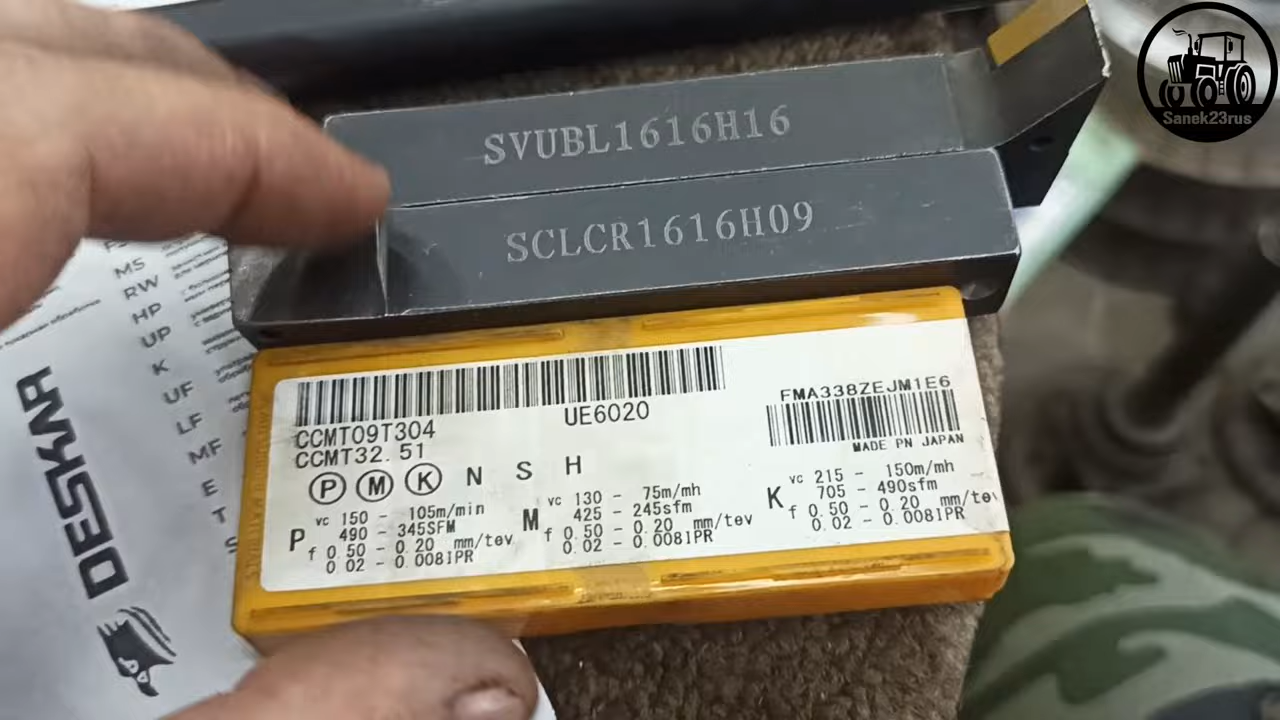 Sanek23rus
SVUBL1616H16
SCLCR1616H09
MS
RW
HP
UP
K
UF
LF
MF
E
T
DESKAR
FMA338ZEJM1E6
UE6020
MADE PN JAPAN
CCMT09T304
CCMT32.51
P M K N S H
P vc 150 - 105m/min
490 - 345SFM
f 0.50 - 0.20 mm/tev
0.02 - 0.008IPR
M vc 130 - 75m/mh
425 - 245sfm
f 0.50 - 0.20 mm/tev
0.02 - 0.008IPR
K vc 215 - 150m/mh
705 - 490sfm
f 0.50 - 0.20 mm/tev
0.02 - 0.008IPR